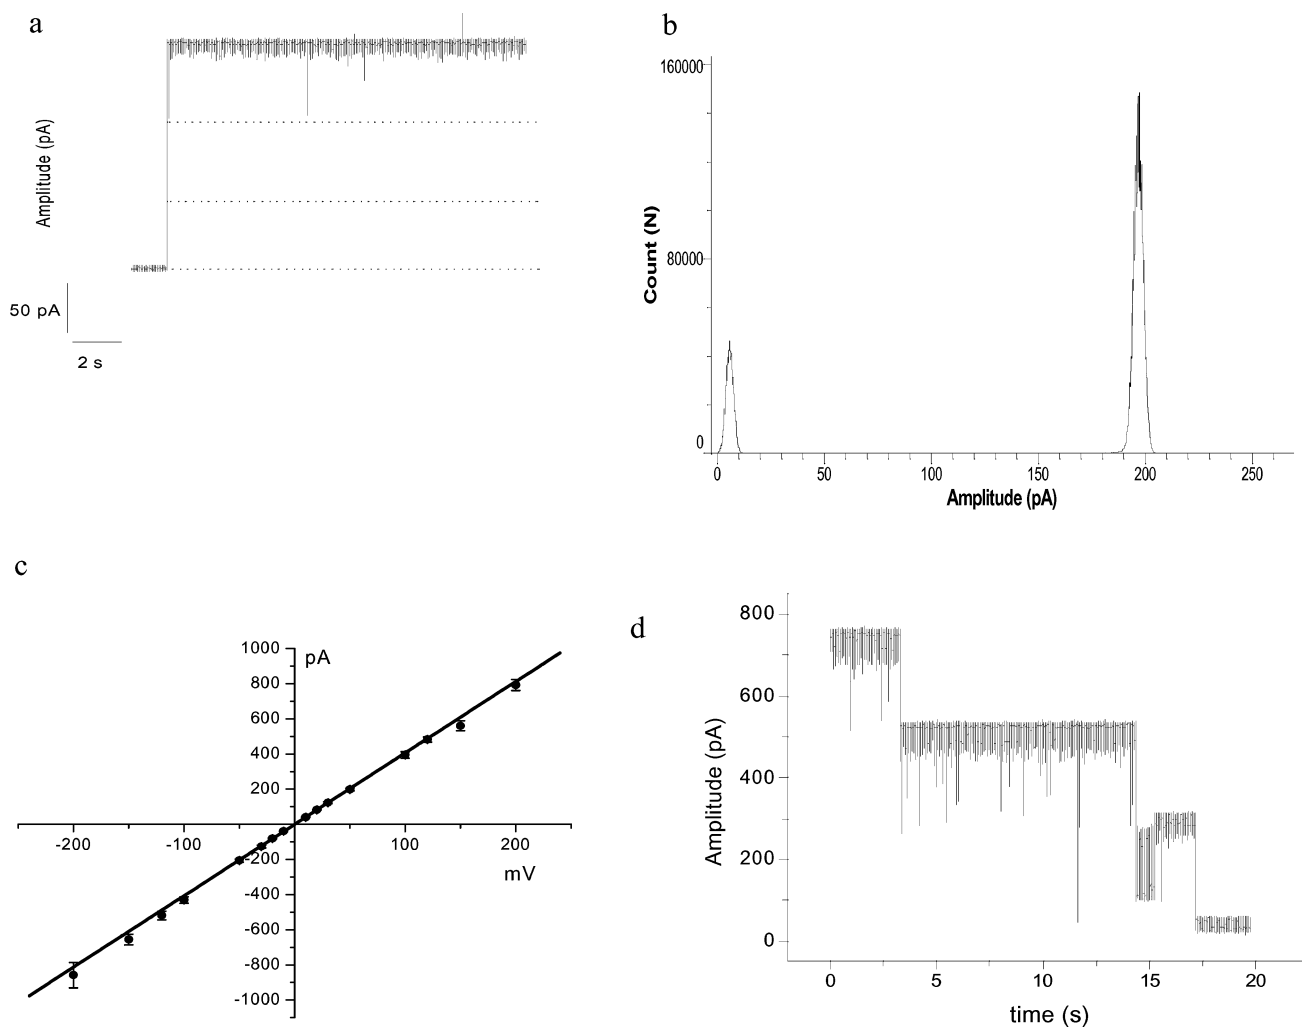 a
Amplitude (pA)
50 pA
2 s
b
160000
80000
0
Count (N)
0 50 100 150 200 250
Amplitude (pA)
c
1000
pA
800
600
400
200
-200 -100 100 200
mV
-200
-400
-600
-800
-1000
d
800
600
400
200
0
Amplitude (pA)
0 5 10 15 20
time (s)